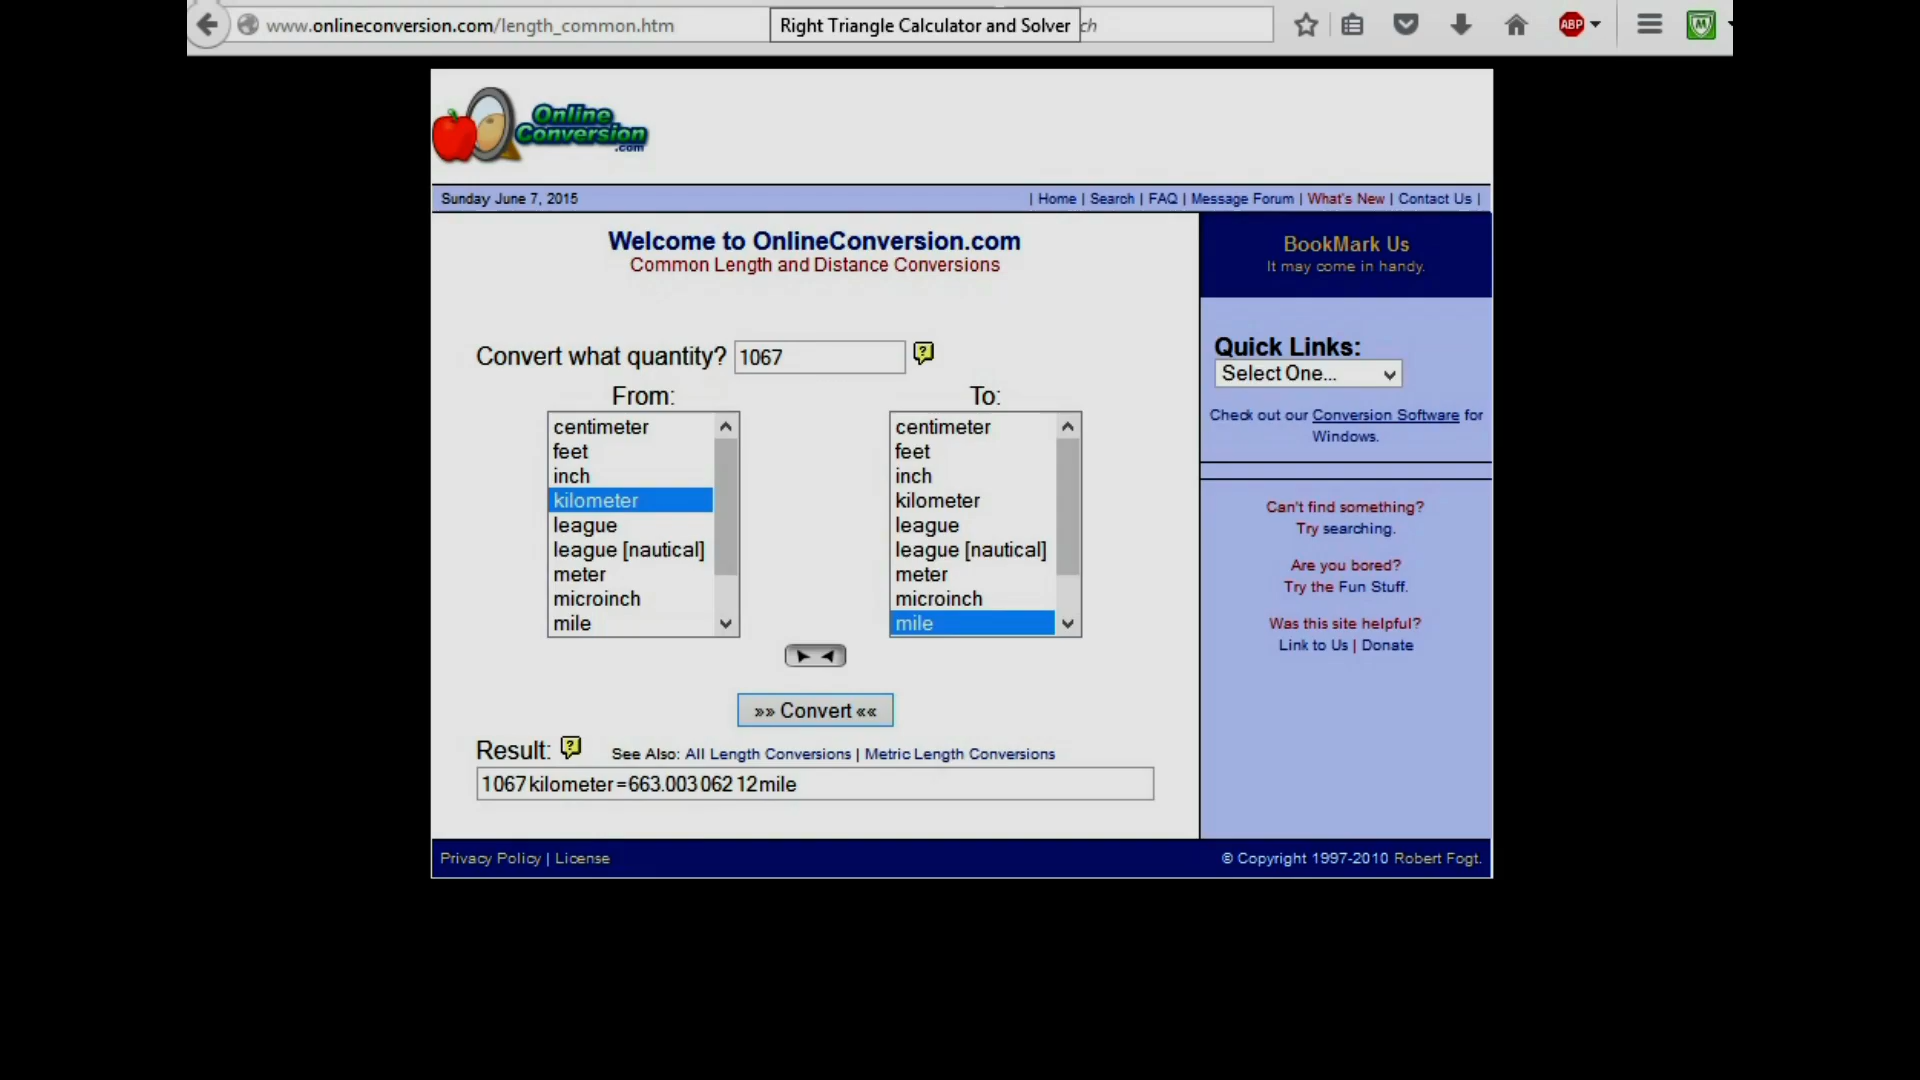 www.onlineconversion.com/length_common.htm
Right Triangle Calculator and Solver
ch
ABP
Online
Conversion
.com
Sunday June 7, 2015
| Home | Search | FAQ | Message Forum | What's New | Contact Us |
Welcome to OnlineConversion.com
Common Length and Distance Conversions
Convert what quantity? 1067
From:
centimeter
feet
inch
kilometer
league
league [nautical]
meter
microinch
mile
To:
centimeter
feet
inch
kilometer
league
league [nautical]
meter
microinch
mile
»» Convert ««
Result:
See Also: All Length Conversions | Metric Length Conversions
1067 kilometer = 663.003 062 12 mile
BookMark Us
It may come in handy.
Quick Links:
Select One...
Check out our Conversion Software for
Windows.
Can't find something?
Try searching.
Are you bored?
Try the Fun Stuff.
Was this site helpful?
Link to Us | Donate
Privacy Policy | License
© Copyright 1997-2010 Robert Fogt.